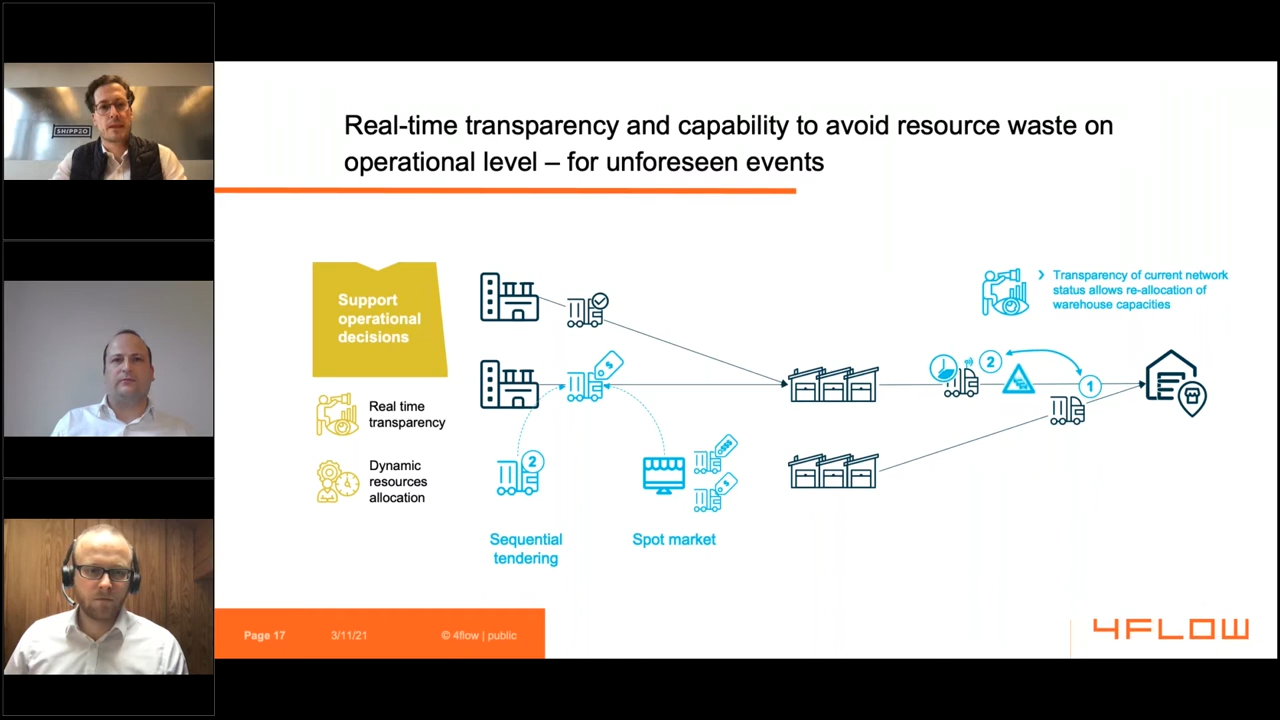 SHIPPEO
Real-time transparency and capability to avoid resource waste on
operational level – for unforeseen events
Support
operational
decisions
Real time
transparency
Dynamic
resources
allocation
$
2
$$$
$
Sequential
tendering
Spot market
› Transparency of current network
status allows re-allocation of
warehouse capacities
2
1
Page 17 3/11/21 © 4flow | public
4FLOW